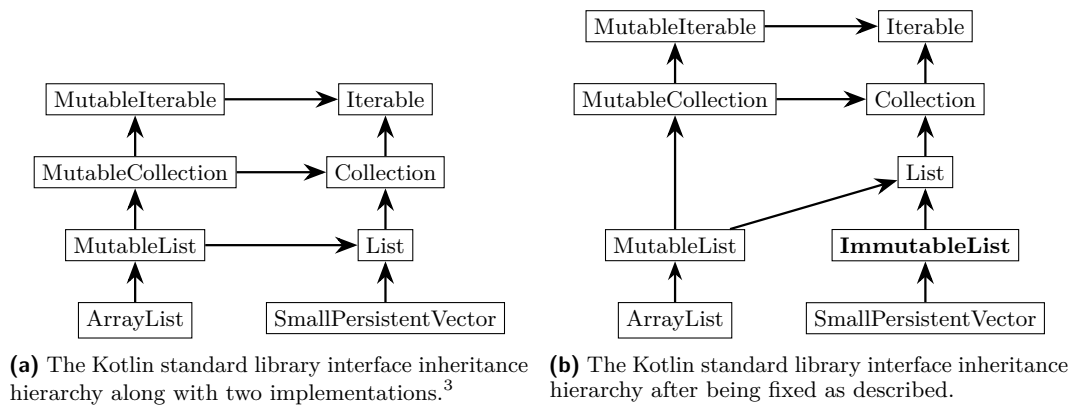 MutableIterable
Iterable
MutableCollection
Collection
MutableList
List
ArrayList
SmallPersistentVector
(a) The Kotlin standard library interface inheritance
hierarchy along with two implementations.3
MutableIterable
Iterable
MutableCollection
Collection
List
MutableList
ImmutableList
ArrayList
SmallPersistentVector
(b) The Kotlin standard library interface inheritance
hierarchy after being fixed as described.